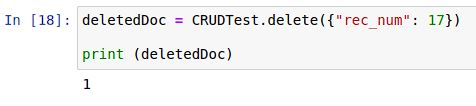 In [18]: deletedDoc = CRUDTest.delete({"rec_num": 17})
print (deletedDoc)
1